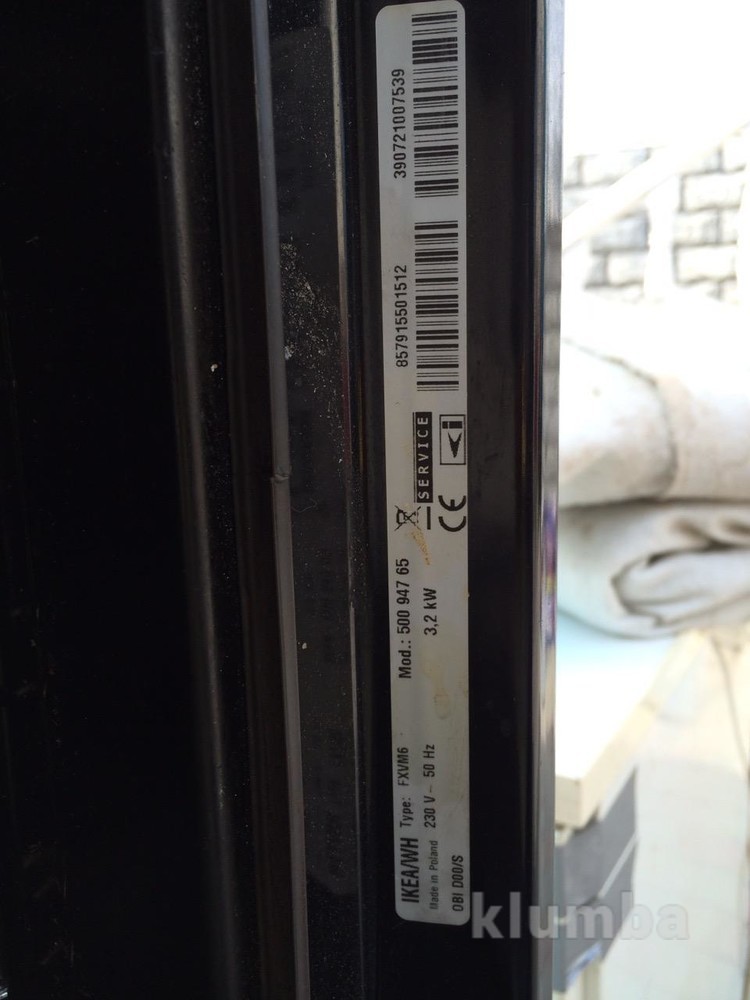 IKEA/WH Type: FXVM6 Mod.: 500 947 65
Made in Poland 230 V~ 50 Hz 3,2 kW
OBI D00/S
SERVICE
CE
857915501512
390721007539
klumba